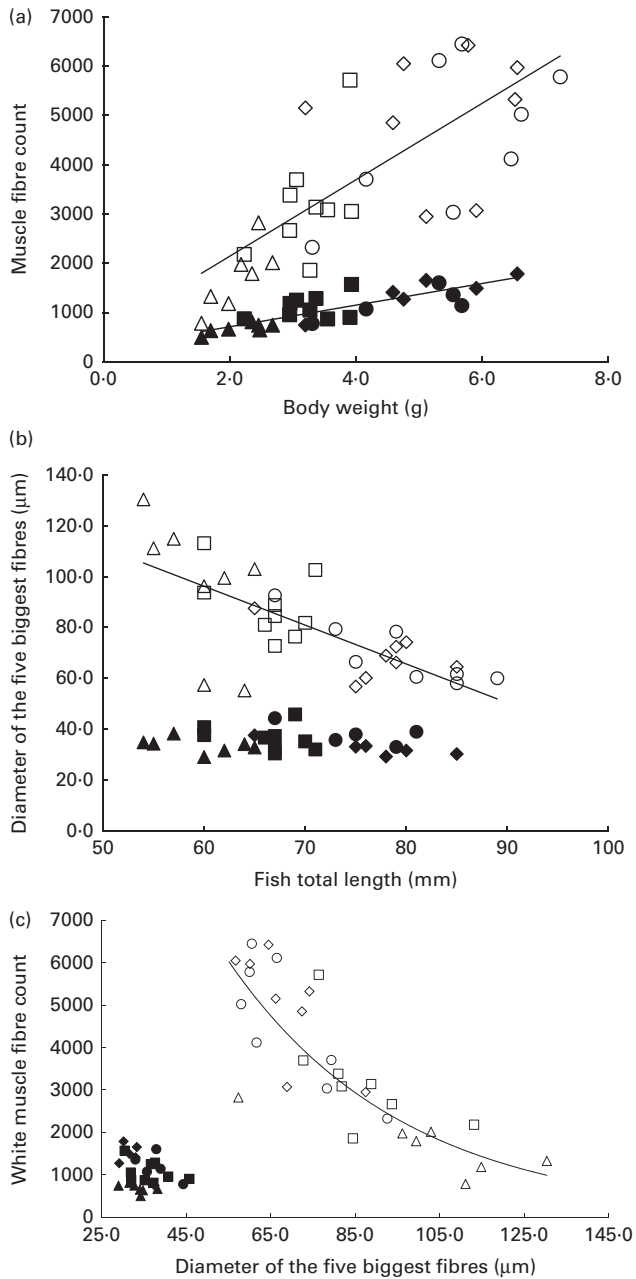 (a)
7000
6000
5000
4000
3000
2000
1000
0
Muscle fibre count
0·0 2·0 4·0 6·0 8·0
Body weight (g)
(b)
140·0
120·0
100·0
80·0
60·0
40·0
20·0
0·0
Diameter of the five biggest fibres (µm)
50 60 70 80 90 100
Fish total length (mm)
(c)
7000
6000
5000
4000
3000
2000
1000
0
White muscle fibre count
25·0 45·0 65·0 85·0 105·0 125·0 145·0
Diameter of the five biggest fibres (µm)